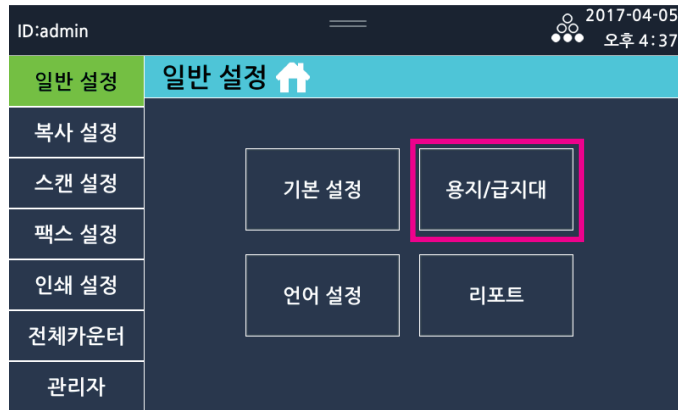 ID:admin
2017-04-05
오후 4:37
일반 설정
일반 설정
복사 설정
스캔 설정
팩스 설정
인쇄 설정
전체카운터
관리자
기본 설정
용지/급지대
언어 설정
리포트